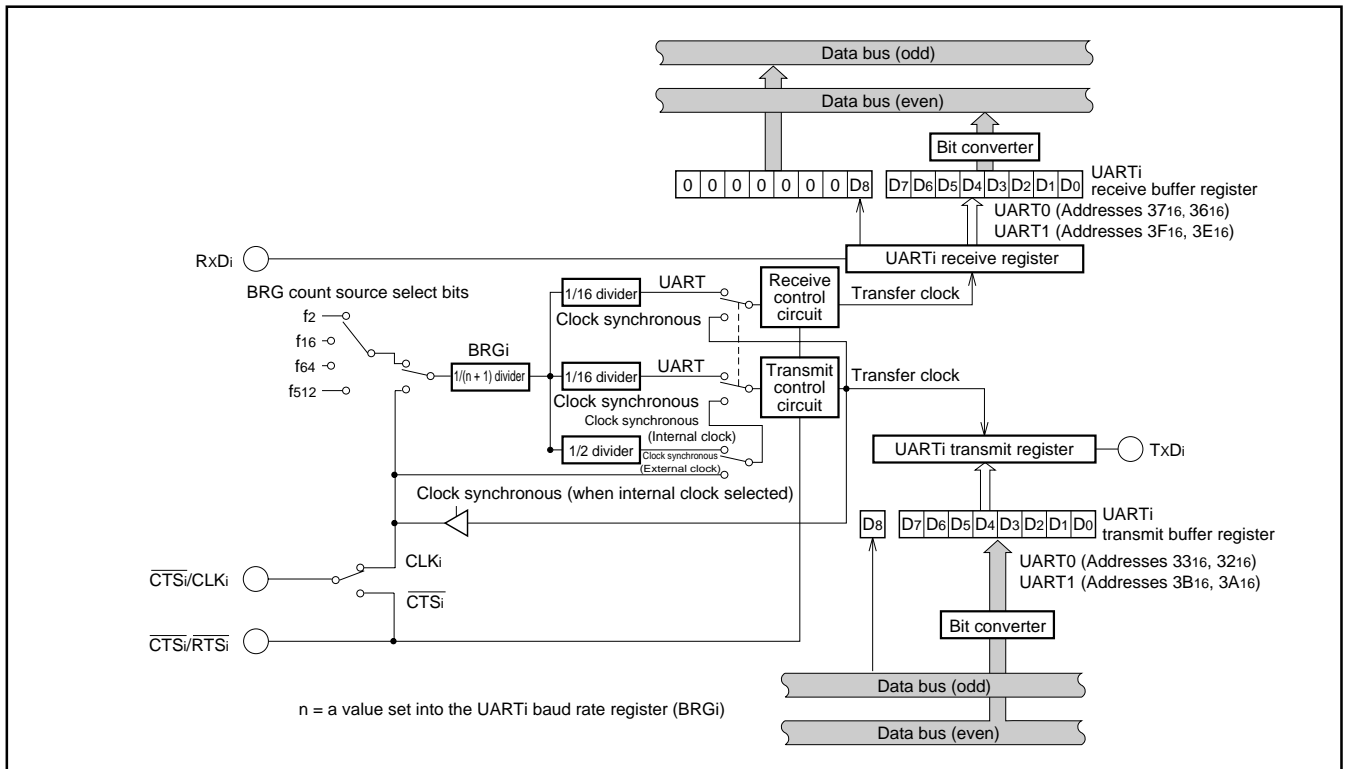 Data bus (odd)
Data bus (even)
Bit converter
0 0 0 0 0 0 0 D8
D7 D6 D5 D4 D3 D2 D1 D0
UARTi
receive buffer register
UART0 (Addresses 3716, 3616)
UART1 (Addresses 3F16, 3E16)
RXDi
UARTi receive register
BRG count source select bits
f2
f16
f64
f512
BRGi
1/(n + 1) divider
1/16 divider
UART
Clock synchronous
Receive
control
circuit
Transfer clock
1/16 divider
UART
Clock synchronous
Transmit
control
circuit
Transfer clock
Clock synchronous
(Internal clock)
1/2 divider
Clock synchronous
(External clock)
UARTi transmit register
TXDi
Clock synchronous (when internal clock selected)
D8
D7 D6 D5 D4 D3 D2 D1 D0
UARTi
transmit buffer register
UART0 (Addresses 3316, 3216)
UART1 (Addresses 3B16, 3A16)
CLKi
CTSi/CLKi
CTSi
CTSi/RTSi
Bit converter
Data bus (odd)
Data bus (even)
n = a value set into the UARTi baud rate register (BRGi)